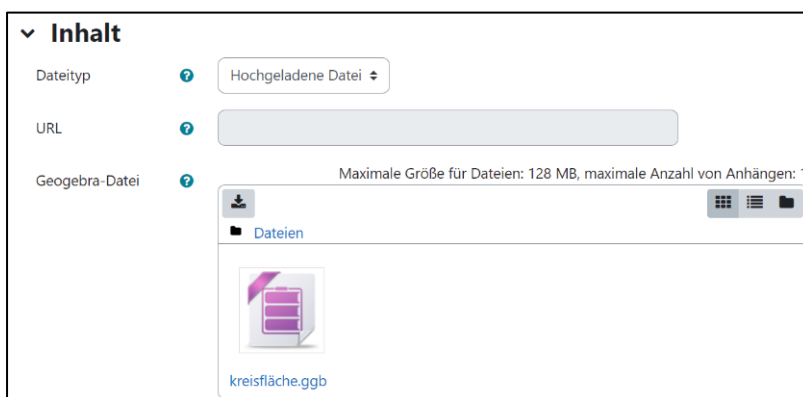 Inhalt
Dateityp
Hochgeladene Datei
URL
Maximale Größe für Dateien: 128 MB, maximale Anzahl von Anhängen: 1
Geogebra-Datei
Dateien
kreisfläche.ggb